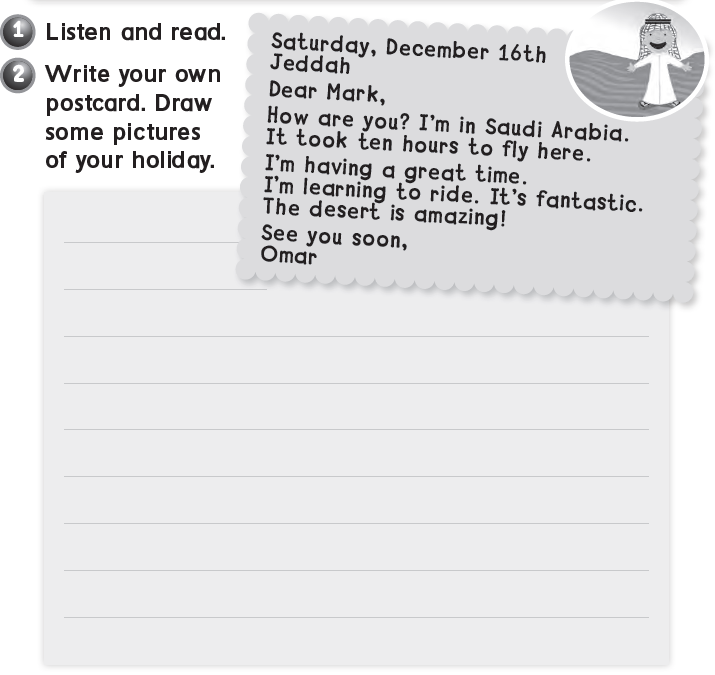 1 Listen and read.
2 Write your own
postcard. Draw
some pictures
of your holiday.
Saturday, December 16th
Jeddah
Dear Mark,
How are you? I'm in Saudi Arabia.
It took ten hours to fly here.
I'm having a great time.
I'm learning to ride. It's fantastic.
The desert is amazing!
See you soon,
Omar